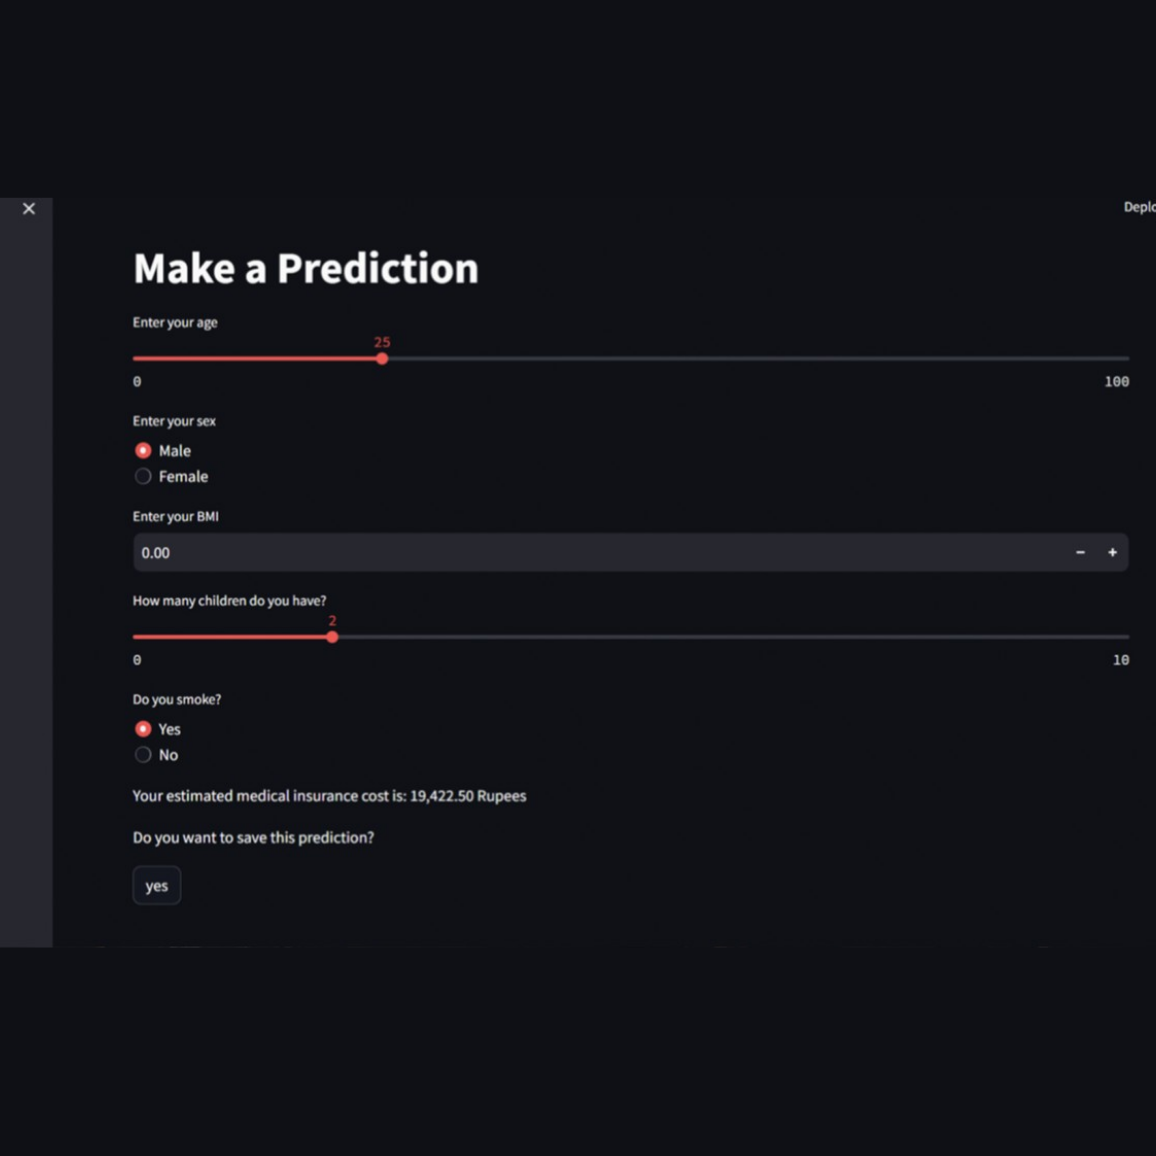 ✕
Deplo
Make a Prediction
Enter your age
25
0 100
Enter your sex
Male
Female
Enter your BMI
0.00 − +
How many children do you have?
2
0 10
Do you smoke?
Yes
No
Your estimated medical insurance cost is: 19,422.50 Rupees
Do you want to save this prediction?
yes